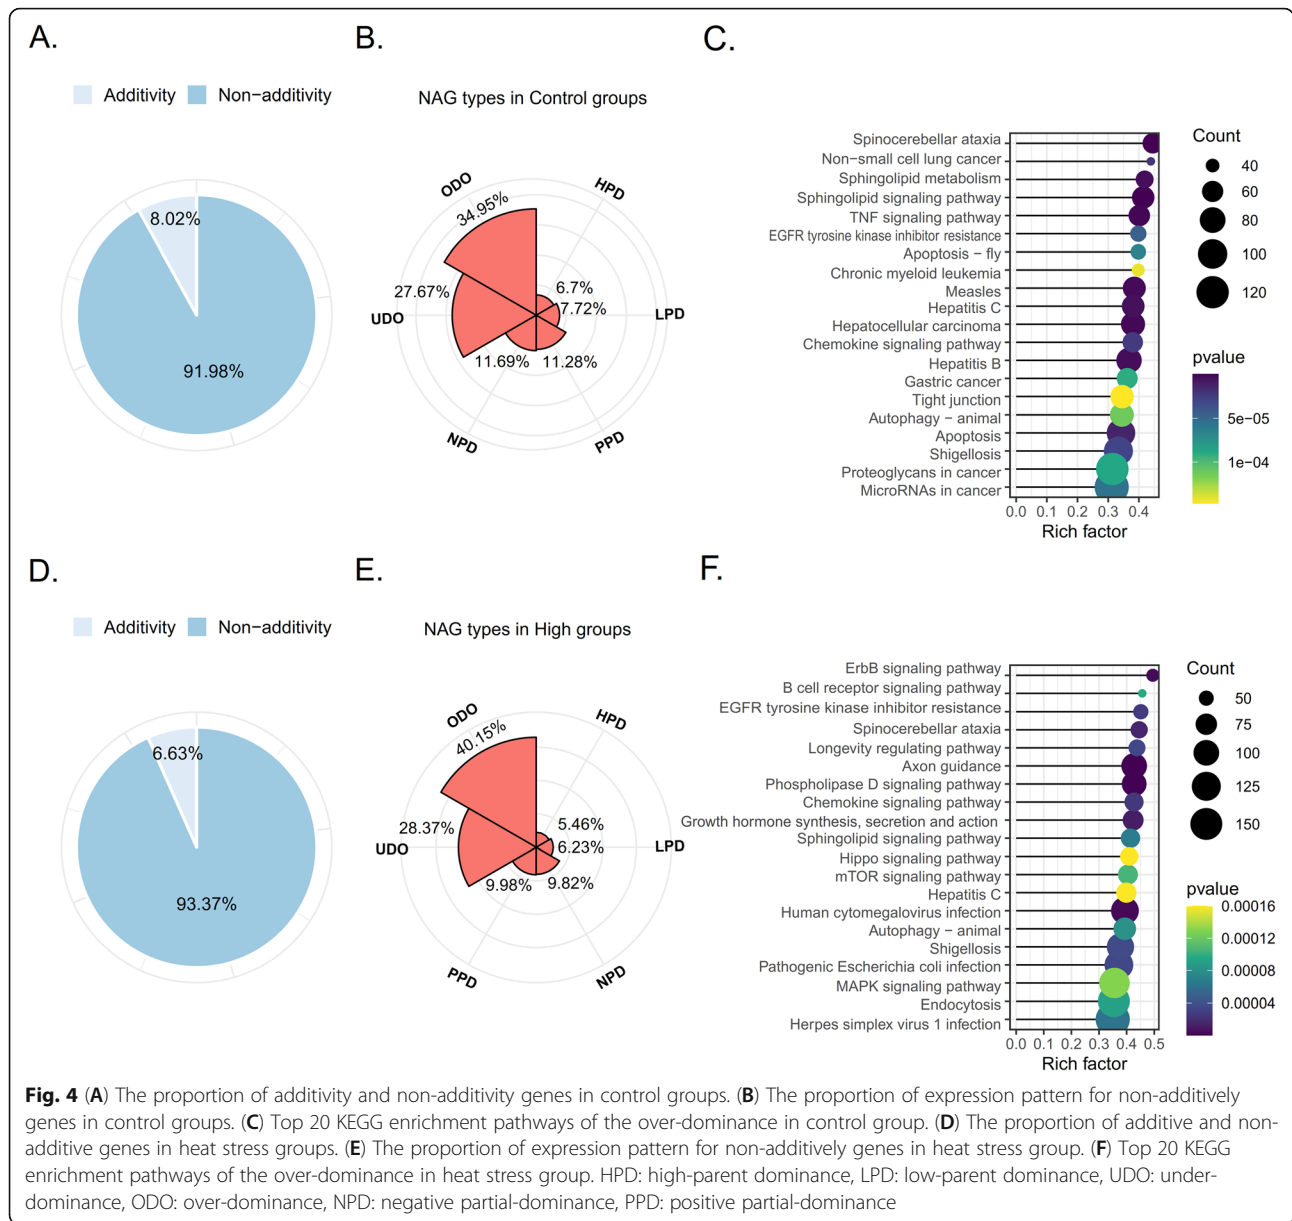 A.
Additivity
Non−additivity
8.02%
91.98%
B.
NAG types in Control groups
ODO
HPD
34.95%
6.7%
27.67%
7.72%
UDO
LPD
11.69%
11.28%
NPD
PPD
C.
Spinocerebellar ataxia
Non−small cell lung cancer
Sphingolipid metabolism
Sphingolipid signaling pathway
TNF signaling pathway
EGFR tyrosine kinase inhibitor resistance
Apoptosis − fly
Chronic myeloid leukemia
Measles
Hepatitis C
Hepatocellular carcinoma
Chemokine signaling pathway
Hepatitis B
Gastric cancer
Tight junction
Autophagy − animal
Apoptosis
Shigellosis
Proteoglycans in cancer
MicroRNAs in cancer
0.0 0.1 0.2 0.3 0.4
Rich factor
Count
40
60
80
100
120
pvalue
5e−05
1e−04
D.
Additivity
Non−additivity
6.63%
93.37%
E.
NAG types in High groups
ODO
HPD
40.15%
5.46%
28.37%
6.23%
UDO
LPD
9.98%
9.82%
PPD
NPD
F.
ErbB signaling pathway
B cell receptor signaling pathway
EGFR tyrosine kinase inhibitor resistance
Spinocerebellar ataxia
Longevity regulating pathway
Axon guidance
Phospholipase D signaling pathway
Chemokine signaling pathway
Growth hormone synthesis, secretion and action
Sphingolipid signaling pathway
Hippo signaling pathway
mTOR signaling pathway
Hepatitis C
Human cytomegalovirus infection
Autophagy − animal
Shigellosis
Pathogenic Escherichia coli infection
MAPK signaling pathway
Endocytosis
Herpes simplex virus 1 infection
0.0 0.1 0.2 0.3 0.4 0.5
Rich factor
Count
50
75
100
125
150
pvalue
0.00016
0.00012
0.00008
0.00004
Fig. 4 (A) The proportion of additivity and non-additivity genes in control groups. (B) The proportion of expression pattern for non-additively
genes in control groups. (C) Top 20 KEGG enrichment pathways of the over-dominance in control group. (D) The proportion of additive and non-
additive genes in heat stress groups. (E) The proportion of expression pattern for non-additively genes in heat stress group. (F) Top 20 KEGG
enrichment pathways of the over-dominance in heat stress group. HPD: high-parent dominance, LPD: low-parent dominance, UDO: under-
dominance, ODO: over-dominance, NPD: negative partial-dominance, PPD: positive partial-dominance